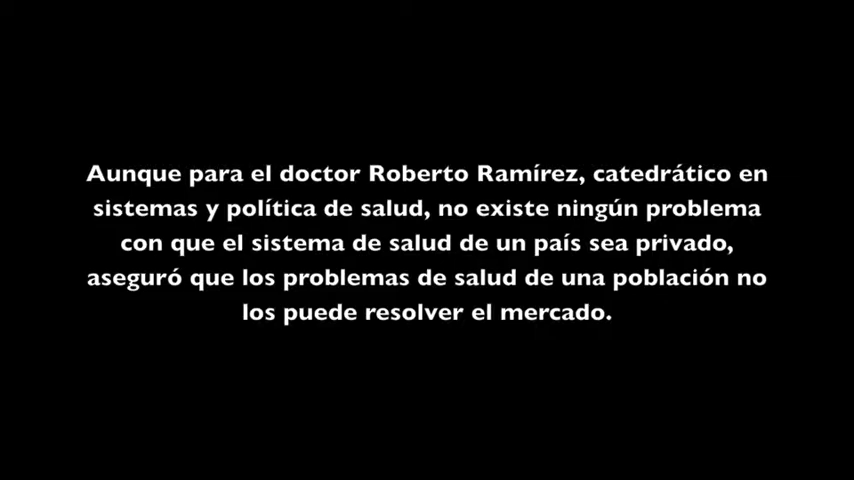 Aunque para el doctor Roberto Ramírez, catedrático en
sistemas y política de salud, no existe ningún problema
con que el sistema de salud de un país sea privado,
aseguró que los problemas de salud de una población no
los puede resolver el mercado.